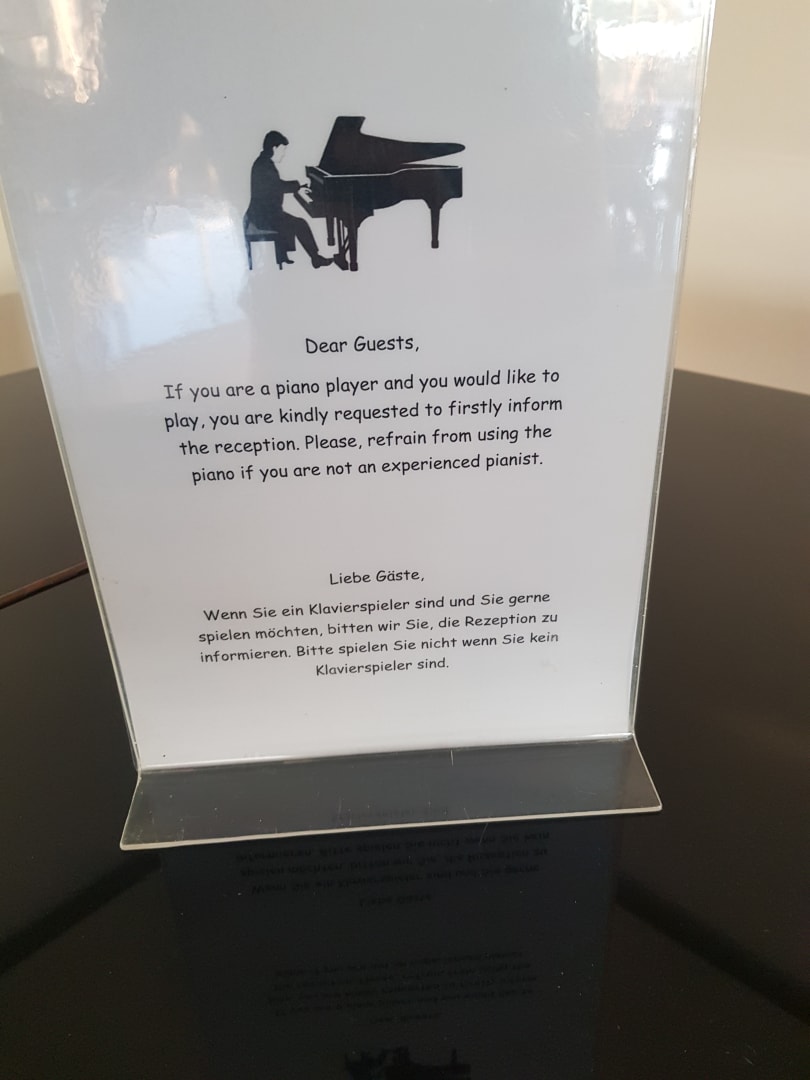 Dear Guests,
If you are a piano player and you would like to
play, you are kindly requested to firstly inform
the reception. Please, refrain from using the
piano if you are not an experienced pianist.
Liebe Gäste,
Wenn Sie ein Klavierspieler sind und Sie gerne
spielen möchten, bitten wir Sie, die Rezeption zu
informieren. Bitte spielen Sie nicht wenn Sie kein
Klavierspieler sind.